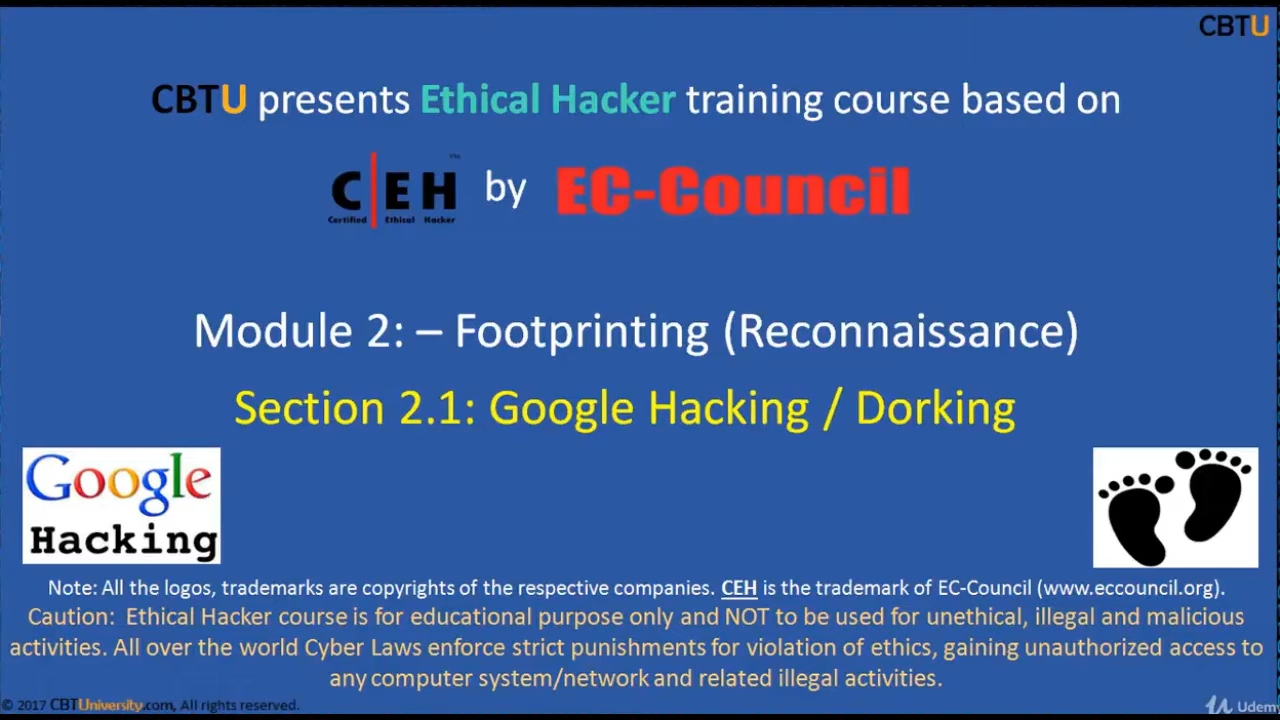 CBTU
CBTU presents Ethical Hacker training course based on
C|EH™ by EC-Council
Certified Ethical Hacker
Module 2: – Footprinting (Reconnaissance)
Section 2.1: Google Hacking / Dorking
Google
Hacking
Note: All the logos, trademarks are copyrights of the respective companies. CEH is the trademark of EC-Council (www.eccouncil.org).
Caution: Ethical Hacker course is for educational purpose only and NOT to be used for unethical, illegal and malicious
activities. All over the world Cyber Laws enforce strict punishments for violation of ethics, gaining unauthorized access to
any computer system/network and related illegal activities.
© 2017 CBTUniversity.com, All rights reserved.
Udemy